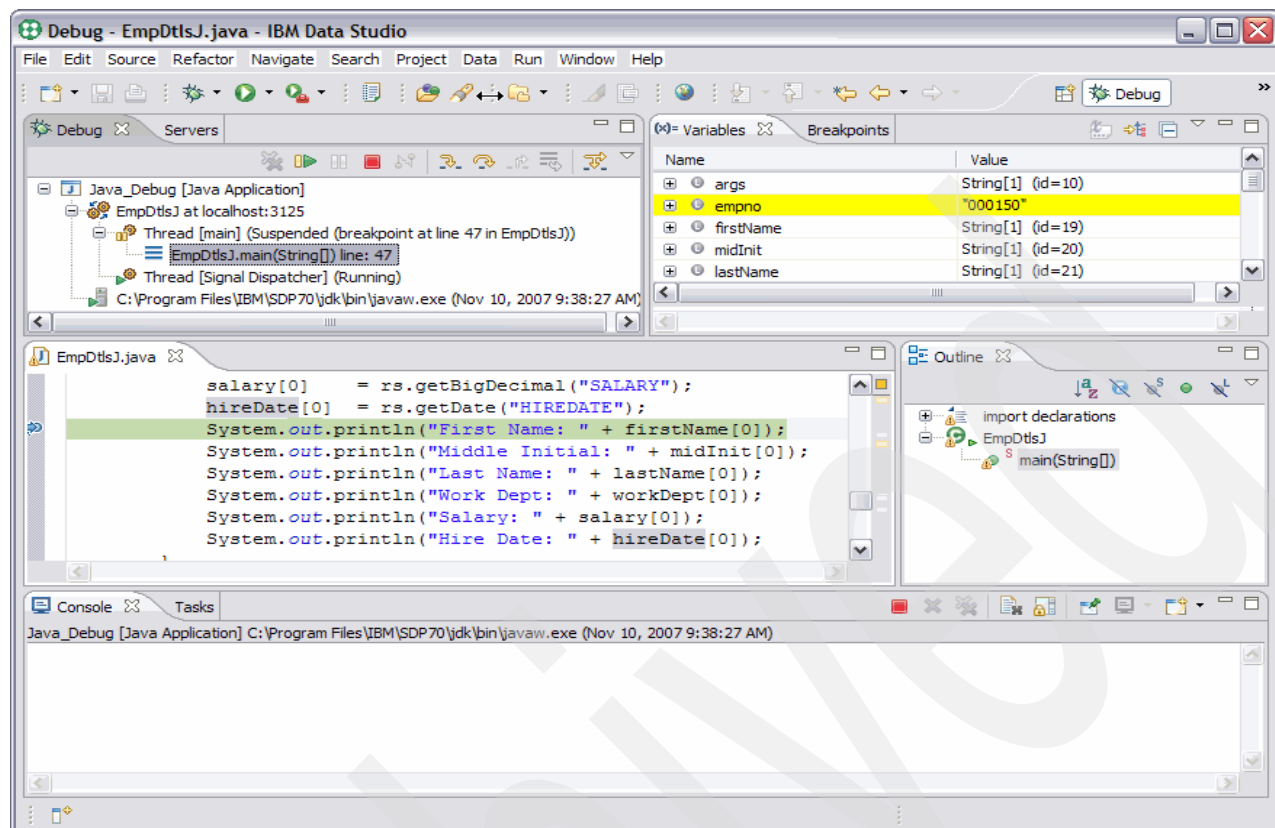 Debug - EmpDtlsJ.java - IBM Data Studio
File Edit Source Refactor Navigate Search Project Data Run Window Help
Debug
»
Debug Servers
Java_Debug [Java Application]
EmpDtlsJ at localhost:3125
Thread [main] (Suspended (breakpoint at line 47 in EmpDtlsJ))
EmpDtlsJ.main(String[]) line: 47
Thread [Signal Dispatcher] (Running)
C:\Program Files\IBM\SDP70\jdk\bin\javaw.exe (Nov 10, 2007 9:38:27 AM)
(x)= Variables Breakpoints
Name Value
args String[1] (id=10)
empno "000150"
firstName String[1] (id=19)
midInit String[1] (id=20)
lastName String[1] (id=21)
EmpDtlsJ.java
salary[0] = rs.getBigDecimal("SALARY");
hireDate[0] = rs.getDate("HIREDATE");
System.out.println("First Name: " + firstName[0]);
System.out.println("Middle Initial: " + midInit[0]);
System.out.println("Last Name: " + lastName[0]);
System.out.println("Work Dept: " + workDept[0]);
System.out.println("Salary: " + salary[0]);
System.out.println("Hire Date: " + hireDate[0]);
Outline
import declarations
EmpDtlsJ
main(String[])
Console Tasks
Java_Debug [Java Application] C:\Program Files\IBM\SDP70\jdk\bin\javaw.exe (Nov 10, 2007 9:38:27 AM)